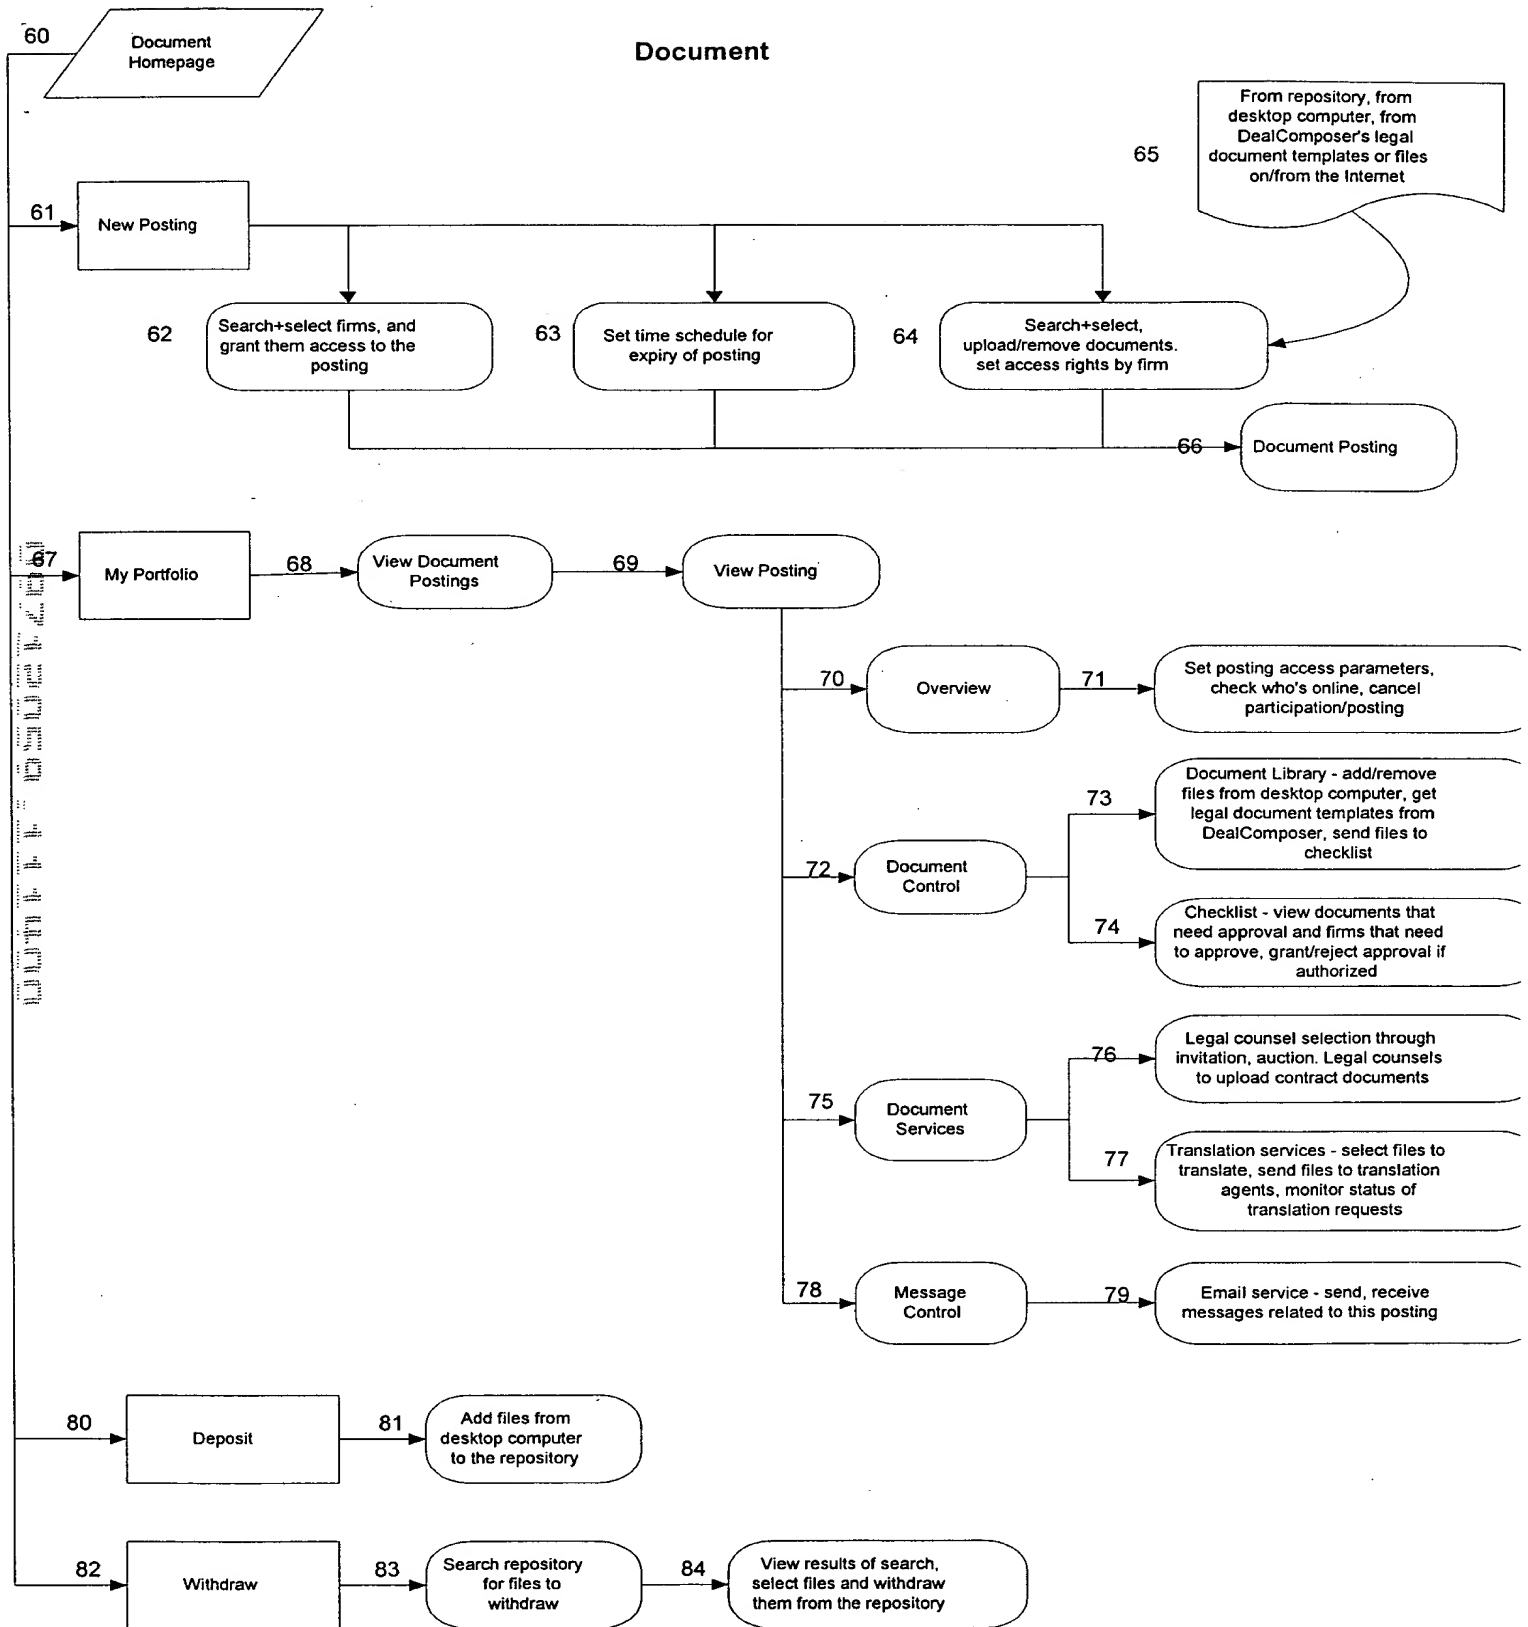 60
Document
Homepage
Document
From repository, from
desktop computer, from
DealComposer's legal
document templates or files
on/from the Internet
65
61
New Posting
62
Search+select firms, and
grant them access to the
posting
63
Set time schedule for
expiry of posting
64
Search+select,
upload/remove documents.
set access rights by firm
66
Document Posting
67
My Portfolio
68
View Document
Postings
69
View Posting
70
Overview
71
Set posting access parameters,
check who's online, cancel
participation/posting
72
Document
Control
73
Document Library - add/remove
files from desktop computer, get
legal document templates from
DealComposer, send files to
checklist
74
Checklist - view documents that
need approval and firms that need
to approve, grant/reject approval if
authorized
75
Document
Services
76
Legal counsel selection through
invitation, auction. Legal counsels
to upload contract documents
77
Translation services - select files to
translate, send files to translation
agents, monitor status of
translation requests
78
Message
Control
79
Email service - send, receive
messages related to this posting
80
Deposit
81
Add files from
desktop computer
to the repository
82
Withdraw
83
Search repository
for files to
withdraw
84
View results of search,
select files and withdraw
them from the repository